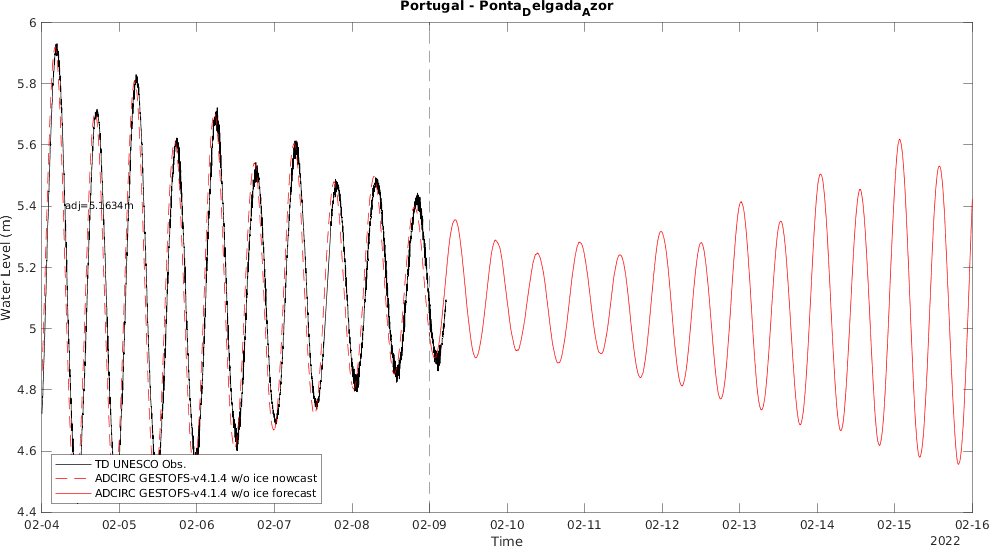 Portugal - PontaDelgadaAzor
Water Level (m)
6
5.8
5.6
5.4
5.2
5
4.8
4.6
4.4
adj=5.1634m
TD UNESCO Obs.
ADCIRC GESTOFS-v4.1.4 w/o ice nowcast
ADCIRC GESTOFS-v4.1.4 w/o ice forecast
02-04 02-05 02-06 02-07 02-08 02-09 02-10 02-11 02-12 02-13 02-14 02-15 02-16
Time
2022